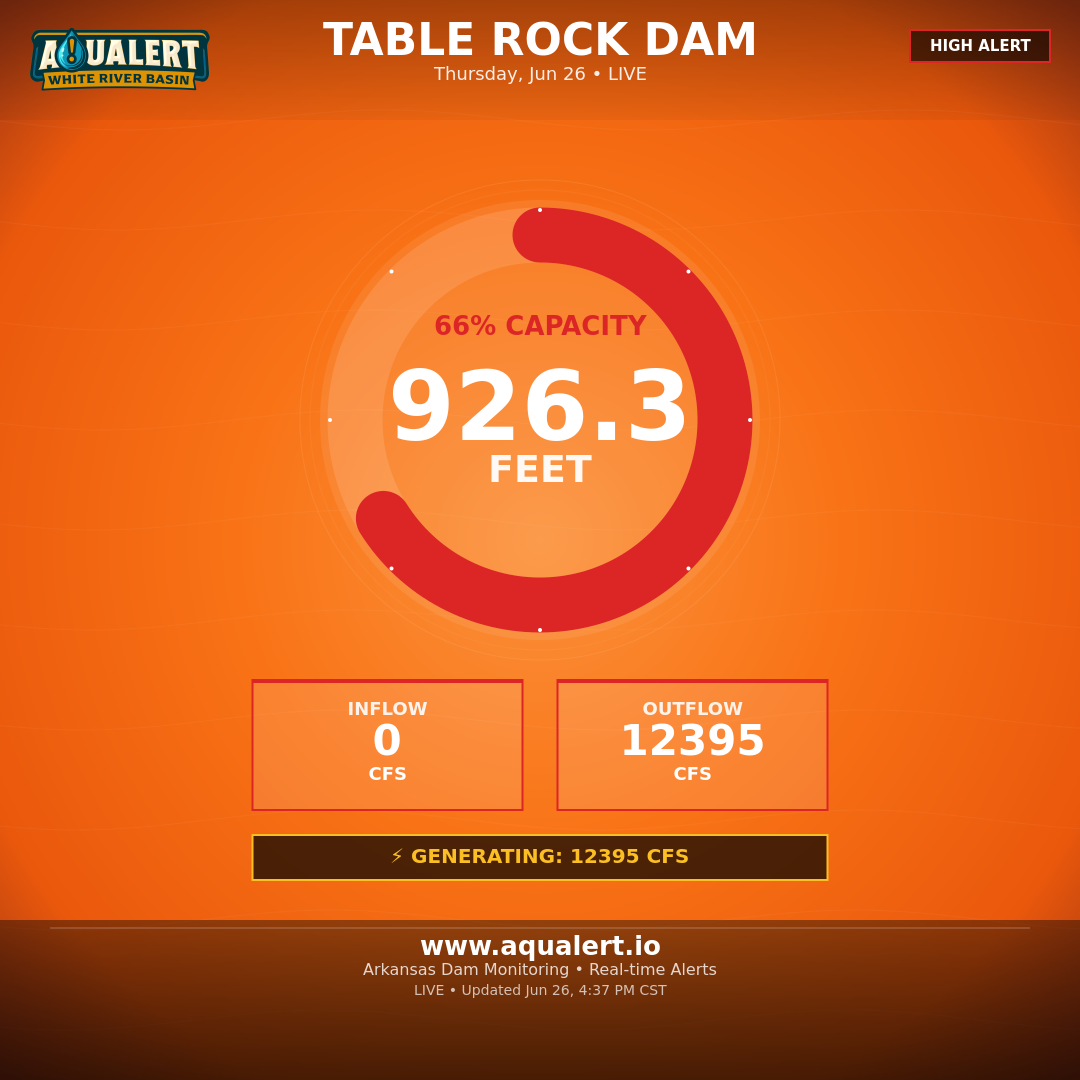 AQUALERT
WHITE RIVER BASIN
TABLE ROCK DAM
Thursday, Jun 26 • LIVE
HIGH ALERT
66% CAPACITY
926.3
FEET
INFLOW
0
CFS
OUTFLOW
12395
CFS
⚡ GENERATING: 12395 CFS
www.aqualert.io
Arkansas Dam Monitoring • Real-time Alerts
LIVE • Updated Jun 26, 4:37 PM CST